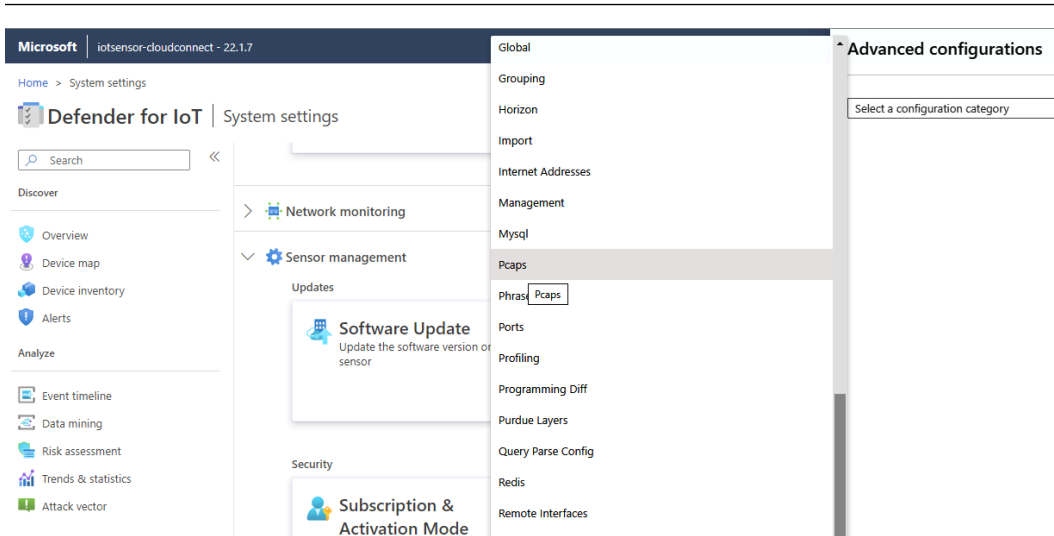 Microsoft iotsensor-cloudconnect - 22.1.7
Home > System settings
Defender for IoT System settings
Search
Discover
Overview
Device map
Device inventory
Alerts
Analyze
Event timeline
Data mining
Risk assessment
Trends & statistics
Attack vector
Network monitoring
Sensor management
Updates
Software Update
Update the software version
sensor
Security
Subscription &
Activation Mode
Global
Grouping
Horizon
Import
Internet Addresses
Management
Mysql
Pcaps
Pcaps
Ports
Profiling
Programming Diff
Purdue Layers
Query Parse Config
Redis
Remote Interfaces
Advanced configurations
Select a configuration category